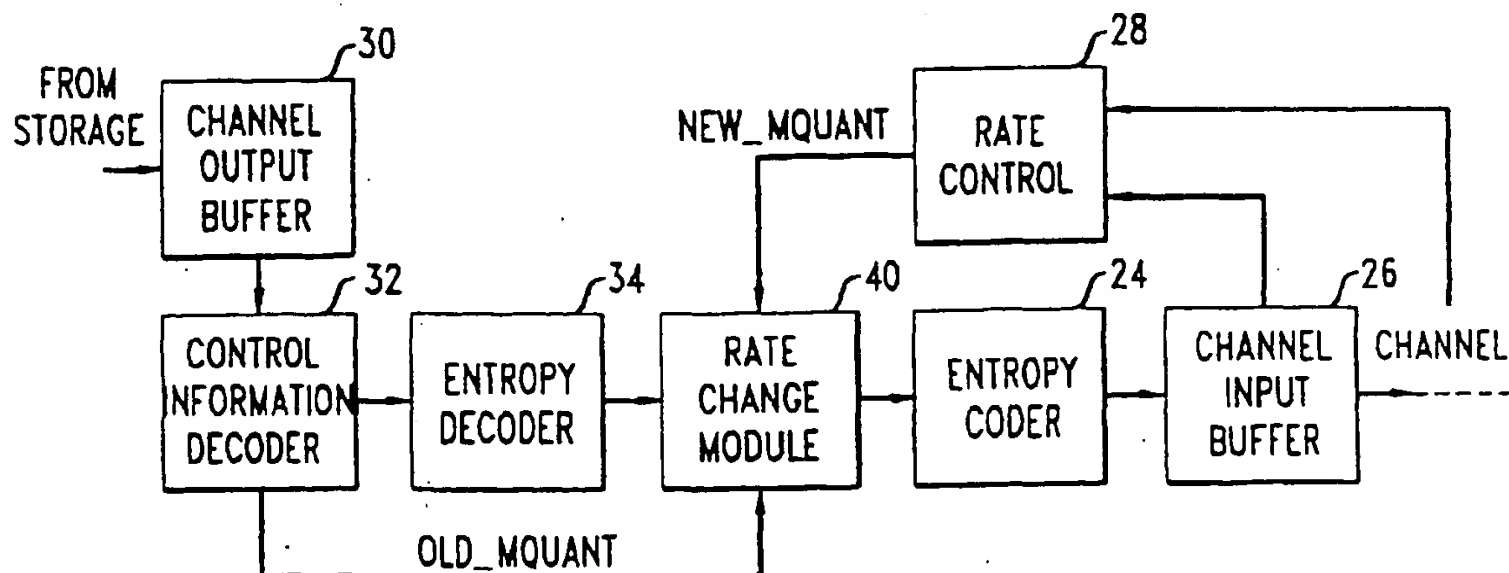 30
FROM
STORAGE
CHANNEL
OUTPUT
BUFFER
28
RATE
CONTROL
NEW_MQUANT
32
CONTROL
INFORMATION
DECODER
34
ENTROPY
DECODER
40
RATE
CHANGE
MODULE
24
ENTROPY
CODER
26
CHANNEL
INPUT
BUFFER
CHANNEL
OLD_MQUANT